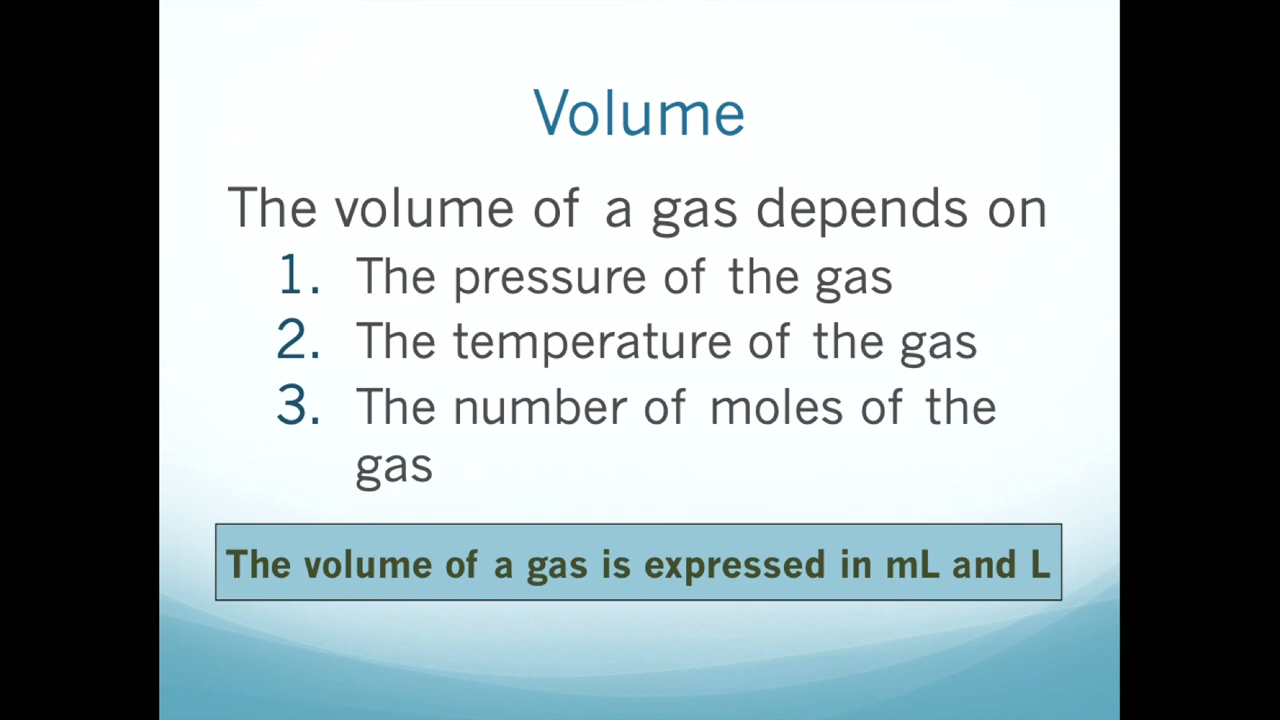 Volume
The volume of a gas depends on
1. The pressure of the gas
2. The temperature of the gas
3. The number of moles of the
gas
The volume of a gas is expressed in mL and L